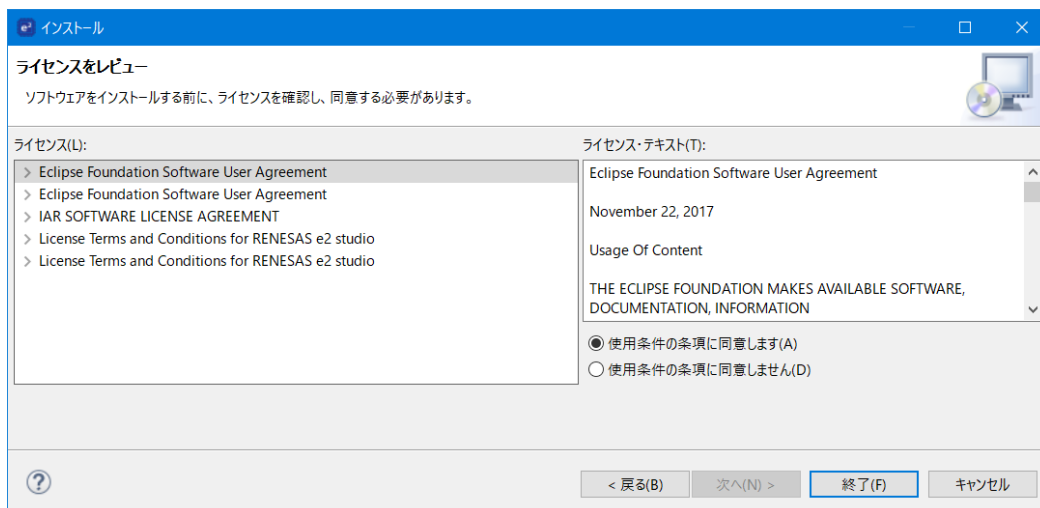 e² インストール
ライセンスをレビュー
ソフトウェアをインストールする前に、ライセンスを確認し、同意する必要があります。
ライセンス(L):
> Eclipse Foundation Software User Agreement
> Eclipse Foundation Software User Agreement
> IAR SOFTWARE LICENSE AGREEMENT
> License Terms and Conditions for RENESAS e2 studio
> License Terms and Conditions for RENESAS e2 studio
ライセンス・テキスト(T):
Eclipse Foundation Software User Agreement
November 22, 2017
Usage Of Content
THE ECLIPSE FOUNDATION MAKES AVAILABLE SOFTWARE,
DOCUMENTATION, INFORMATION
使用条件の条項に同意します(A)
使用条件の条項に同意しません(D)
?
< 戻る(B)
次へ(N) >
終了(F)
キャンセル